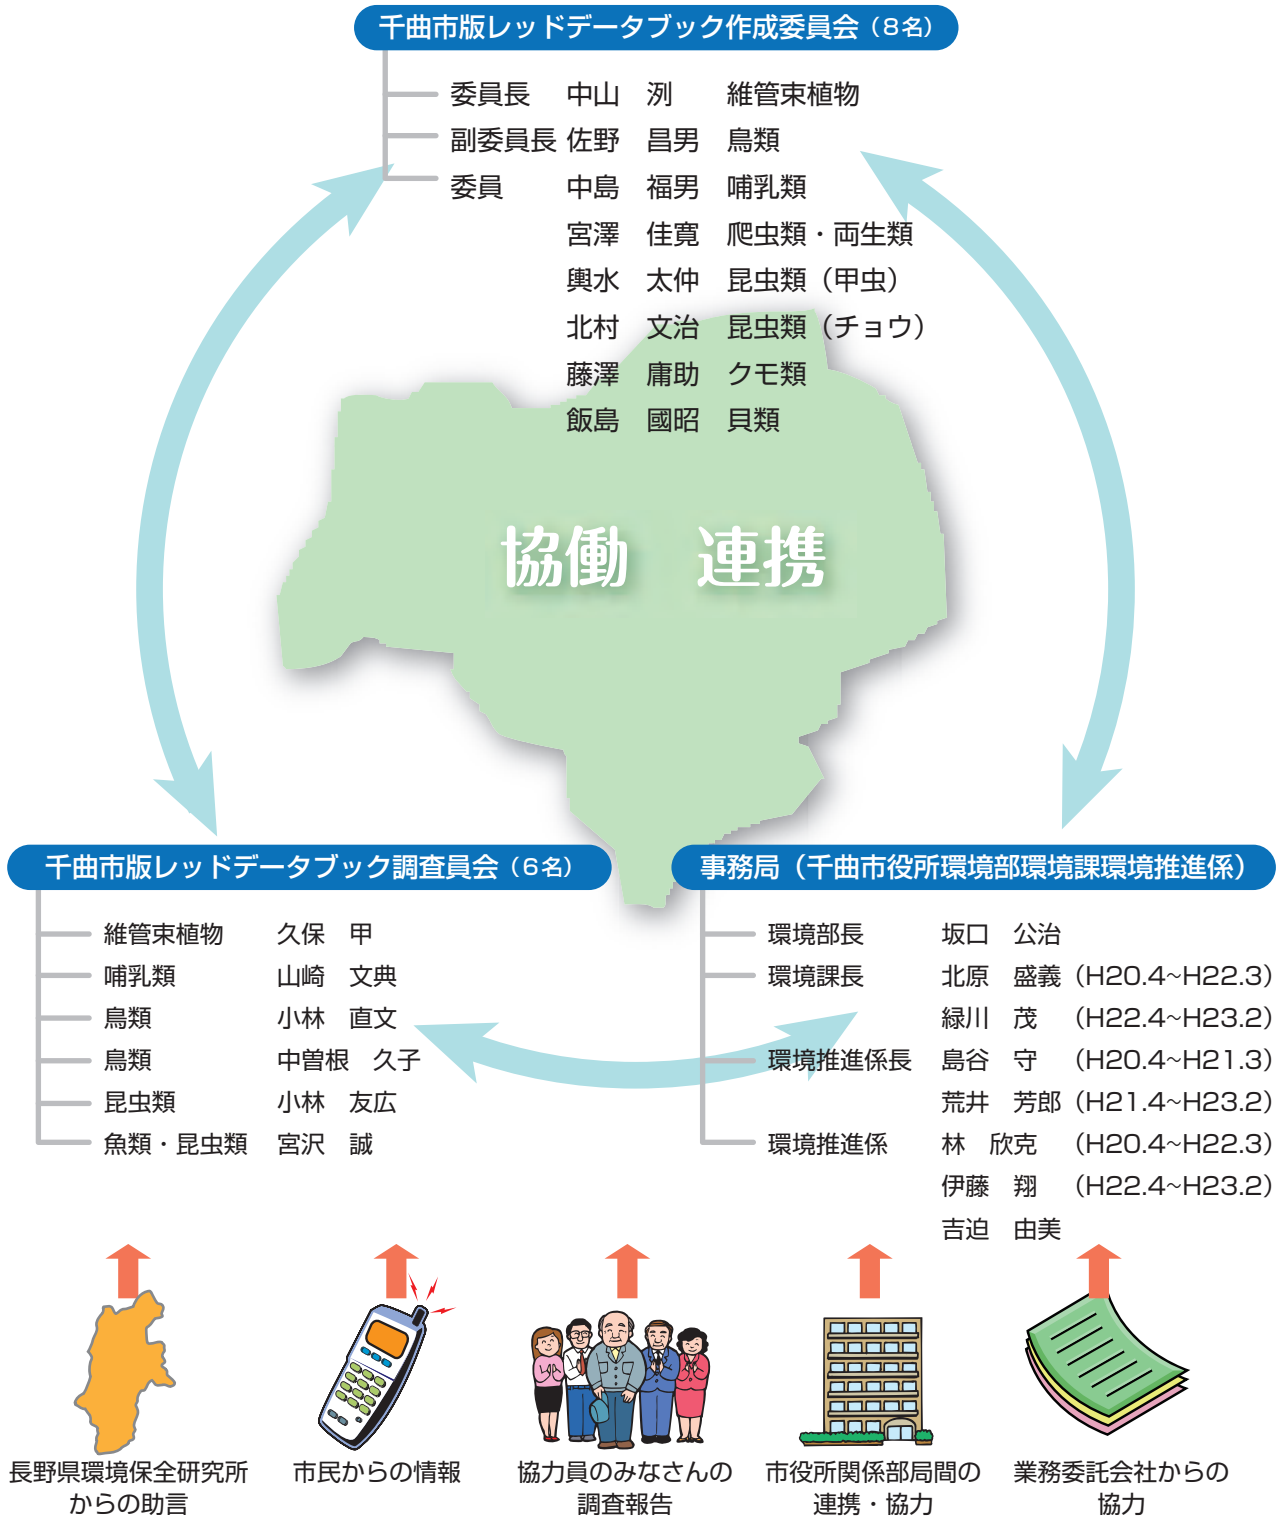 千曲市版レッドデータブック作成委員会（8名）
委員長 中山 洌 維管束植物
副委員長 佐野 昌男 鳥類
委員 中島 福男 哺乳類
宮澤 佳寛 爬虫類・両生類
輿水 太仲 昆虫類（甲虫）
北村 文治 昆虫類（チョウ）
藤澤 庸助 クモ類
飯島 國昭 貝類
協働 連携
千曲市版レッドデータブック調査員会（6名）
維管束植物 久保 甲
哺乳類 山崎 文典
鳥類 小林 直文
鳥類 中曽根 久子
昆虫類 小林 友広
魚類・昆虫類 宮沢 誠
事務局（千曲市役所環境部環境課環境推進係）
環境部長 坂口 公治
環境課長 北原 盛義（H20.4~H22.3）
緑川 茂 （H22.4~H23.2）
環境推進係長 島谷 守 （H20.4~H21.3）
荒井 芳郎（H21.4~H23.2）
環境推進係 林 欣克 （H20.4~H22.3）
伊藤 翔 （H22.4~H23.2）
吉迫 由美
長野県環境保全研究所
からの助言
市民からの情報
協力員のみなさんの
調査報告
市役所関係部局間の
連携・協力
業務委託会社からの
協力